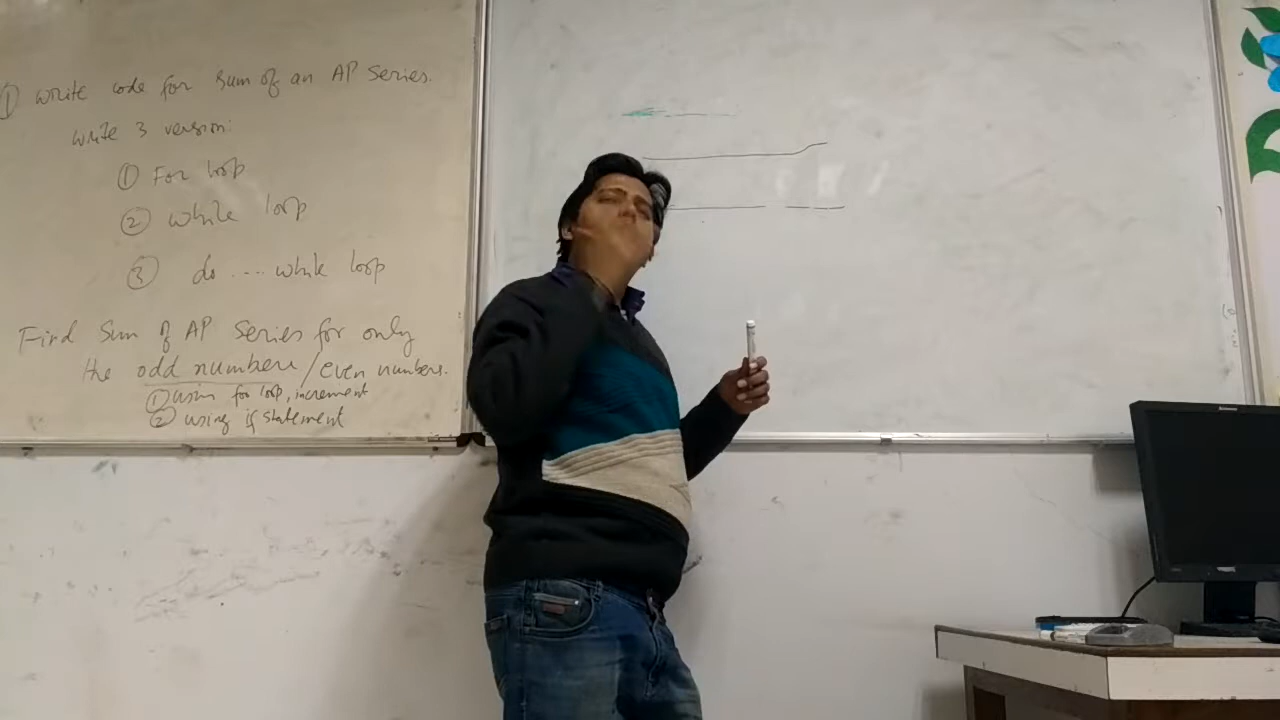 ① Write code for sum of an AP Series.
Write 3 version:
① For loop
② while loop
③ do .... while loop
Find Sum of AP Series for only
the odd numbers/even numbers.
① using for loop, increment
② using if statement